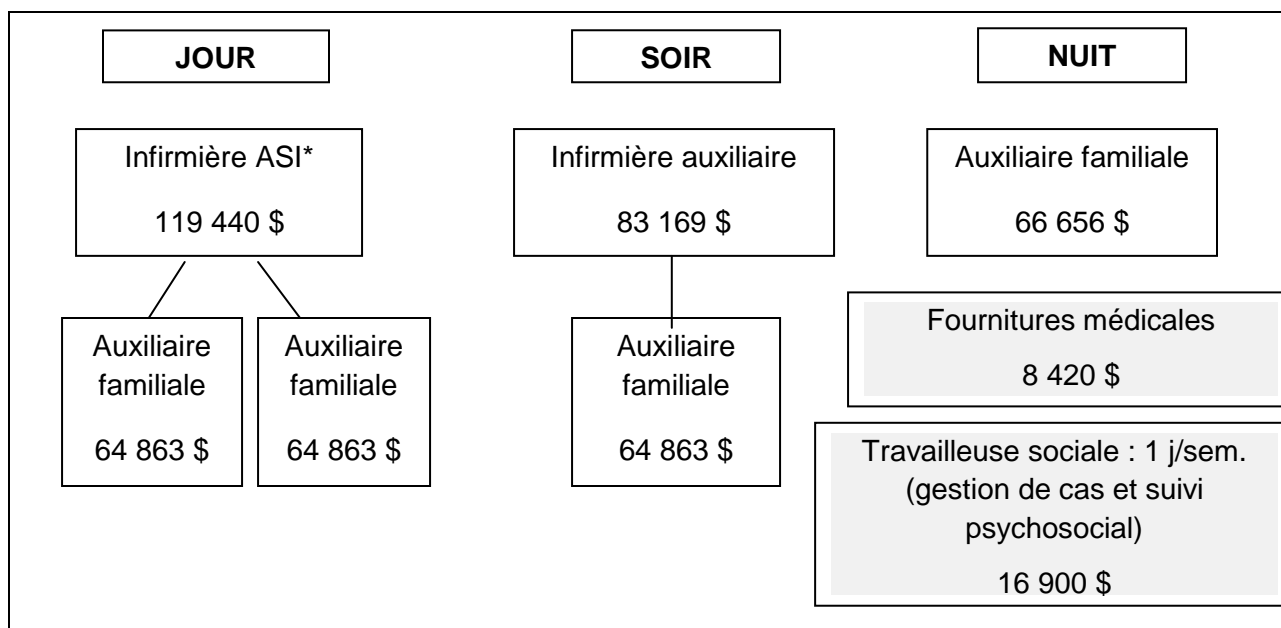 JOUR
Infirmière ASI*
119 440 $
Auxiliaire
familiale
64 863 $
Auxiliaire
familiale
64 863 $
SOIR
Infirmière auxiliaire
83 169 $
Auxiliaire
familiale
64 863 $
NUIT
Auxiliaire familiale
66 656 $
Fournitures médicales
8 420 $
Travailleuse sociale : 1 j/sem.
(gestion de cas et suivi
psychosocial)
16 900 $